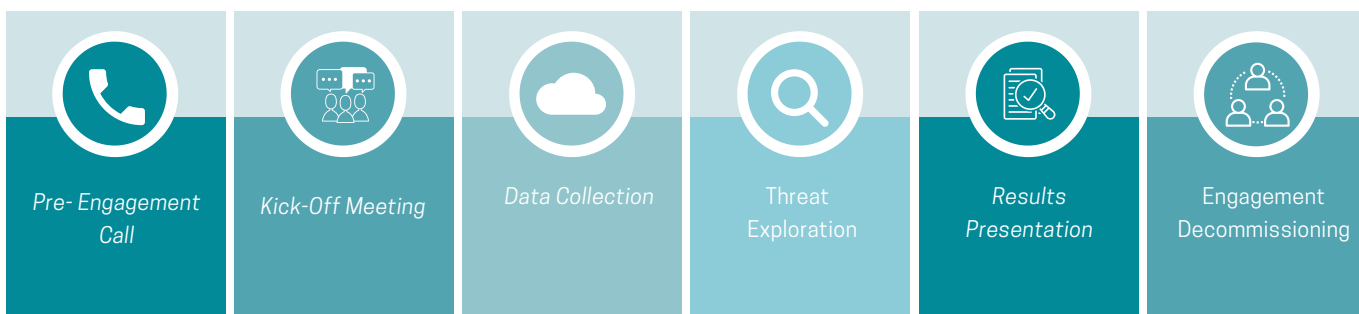 Pre- Engagement
Call
Kick-Off Meeting
Data Collection
Threat
Exploration
Results
Presentation
Engagement
Decommissioning